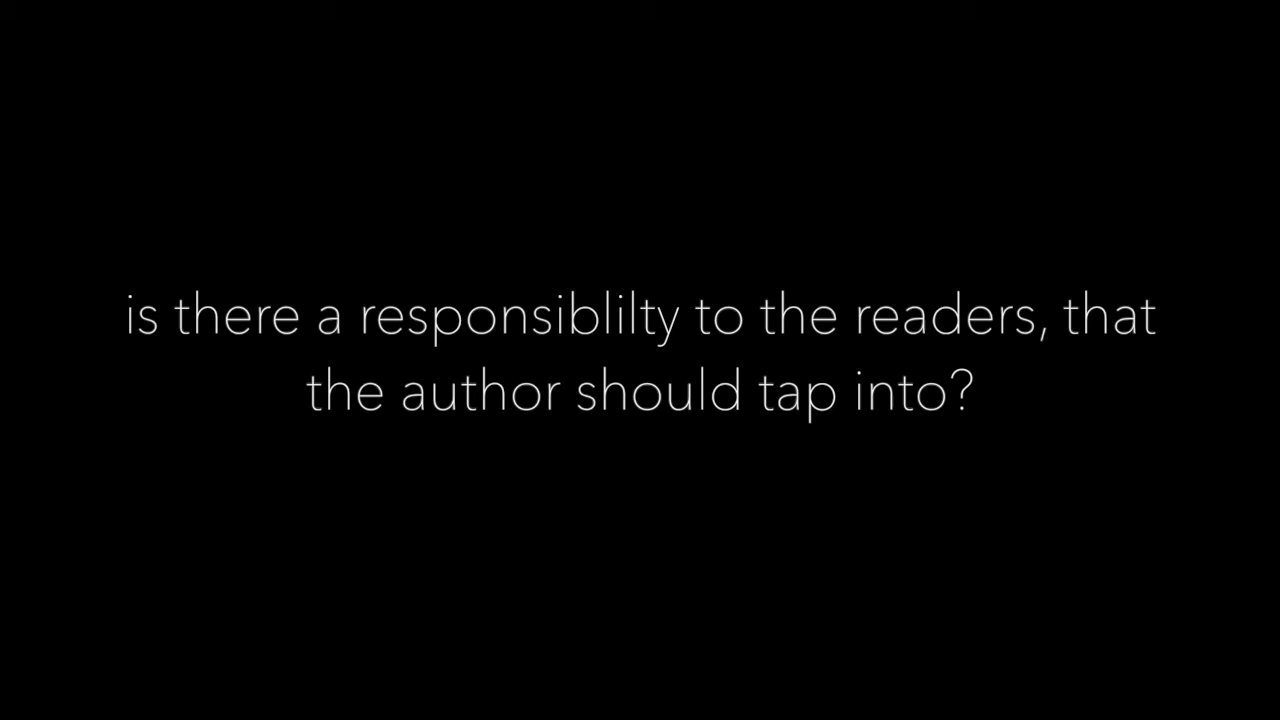 is there a responsiblilty to the readers, that
the author should tap into?